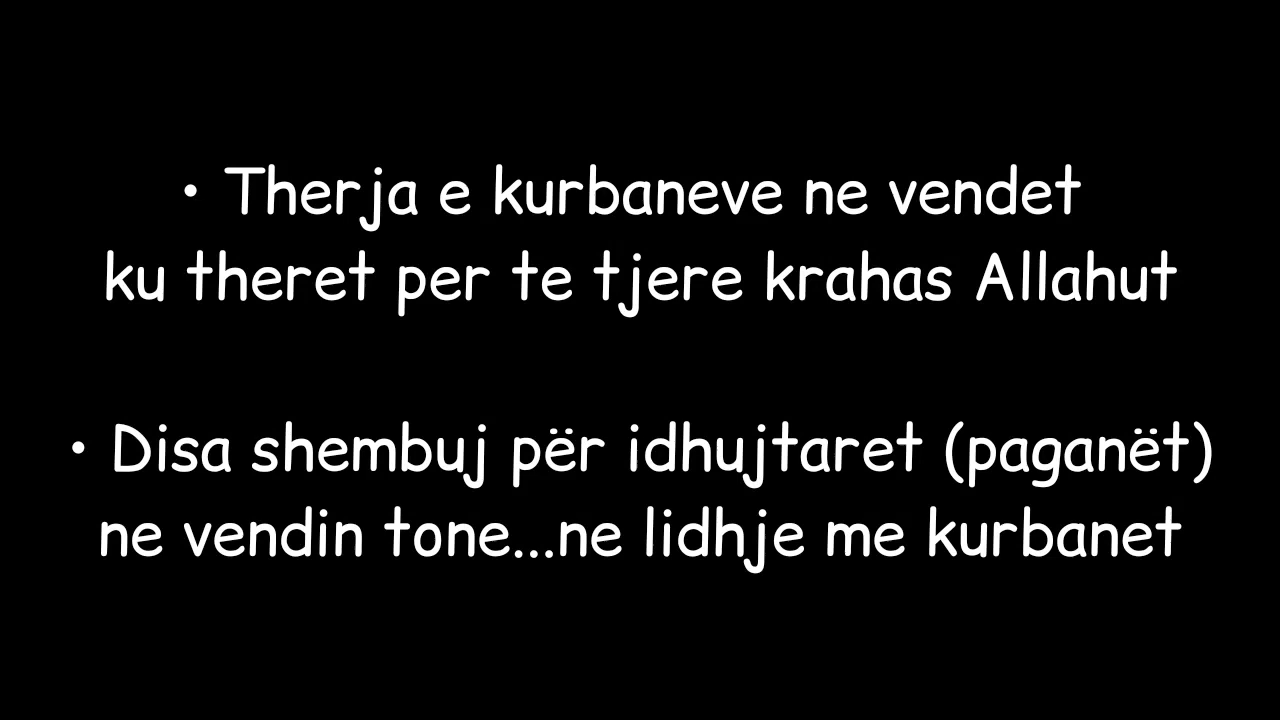 • Therja e kurbaneve ne vendet
ku theret per te tjere krahas Allahut
• Disa shembuj për idhujtaret (paganët)
ne vendin tone...ne lidhje me kurbanet